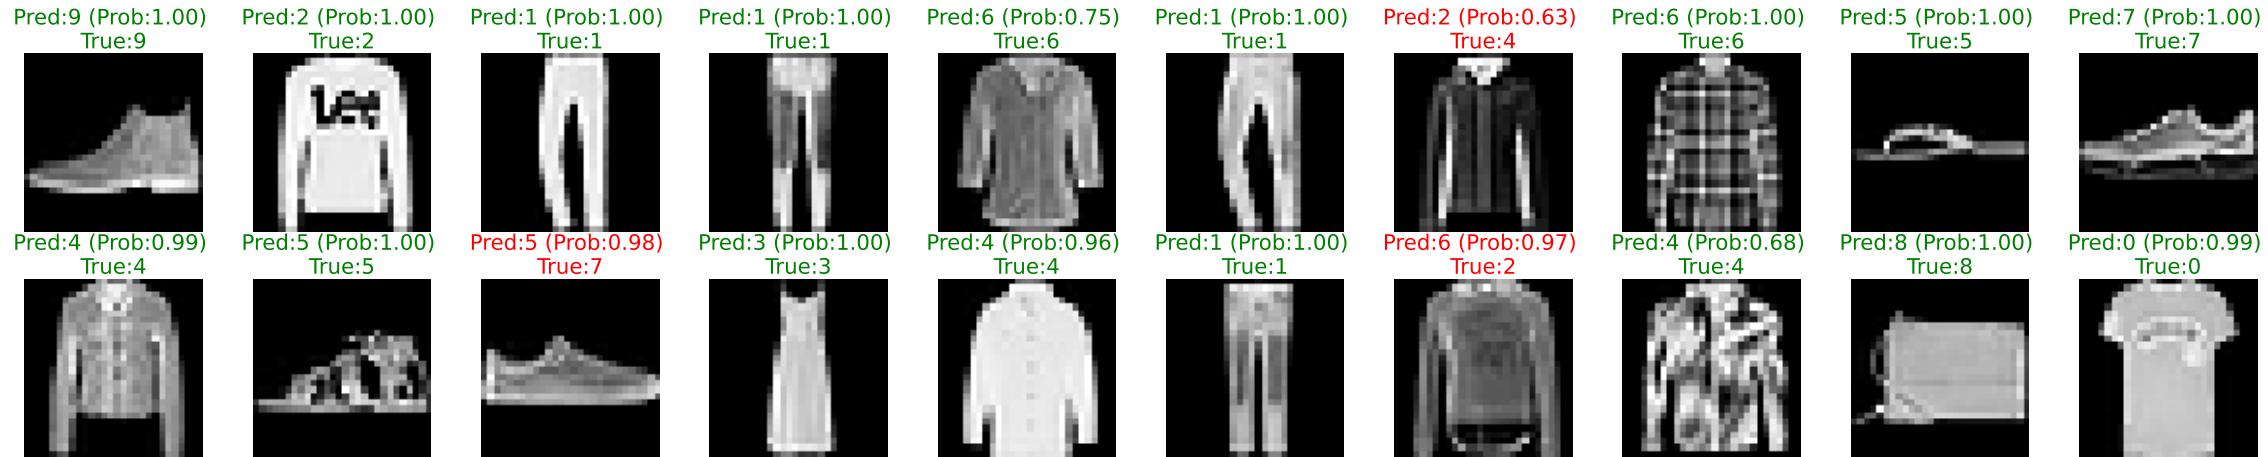 Pred:9 (Prob:1.00) Pred:2 (Prob:1.00) Pred:1 (Prob:1.00) Pred:1 (Prob:1.00) Pred:6 (Prob:0.75) Pred:1 (Prob:1.00) Pred:2 (Prob:0.63) Pred:6 (Prob:1.00) Pred:5 (Prob:1.00) Pred:7 (Prob:1.00)
True:9 True:2 True:1 True:1 True:6 True:1 True:4 True:6 True:5 True:7
Lee
Pred:4 (Prob:0.99) Pred:5 (Prob:1.00) Pred:5 (Prob:0.98) Pred:3 (Prob:1.00) Pred:4 (Prob:0.96) Pred:1 (Prob:1.00) Pred:6 (Prob:0.97) Pred:4 (Prob:0.68) Pred:8 (Prob:1.00) Pred:0 (Prob:0.99)
True:4 True:5 True:7 True:3 True:4 True:1 True:2 True:4 True:8 True:0